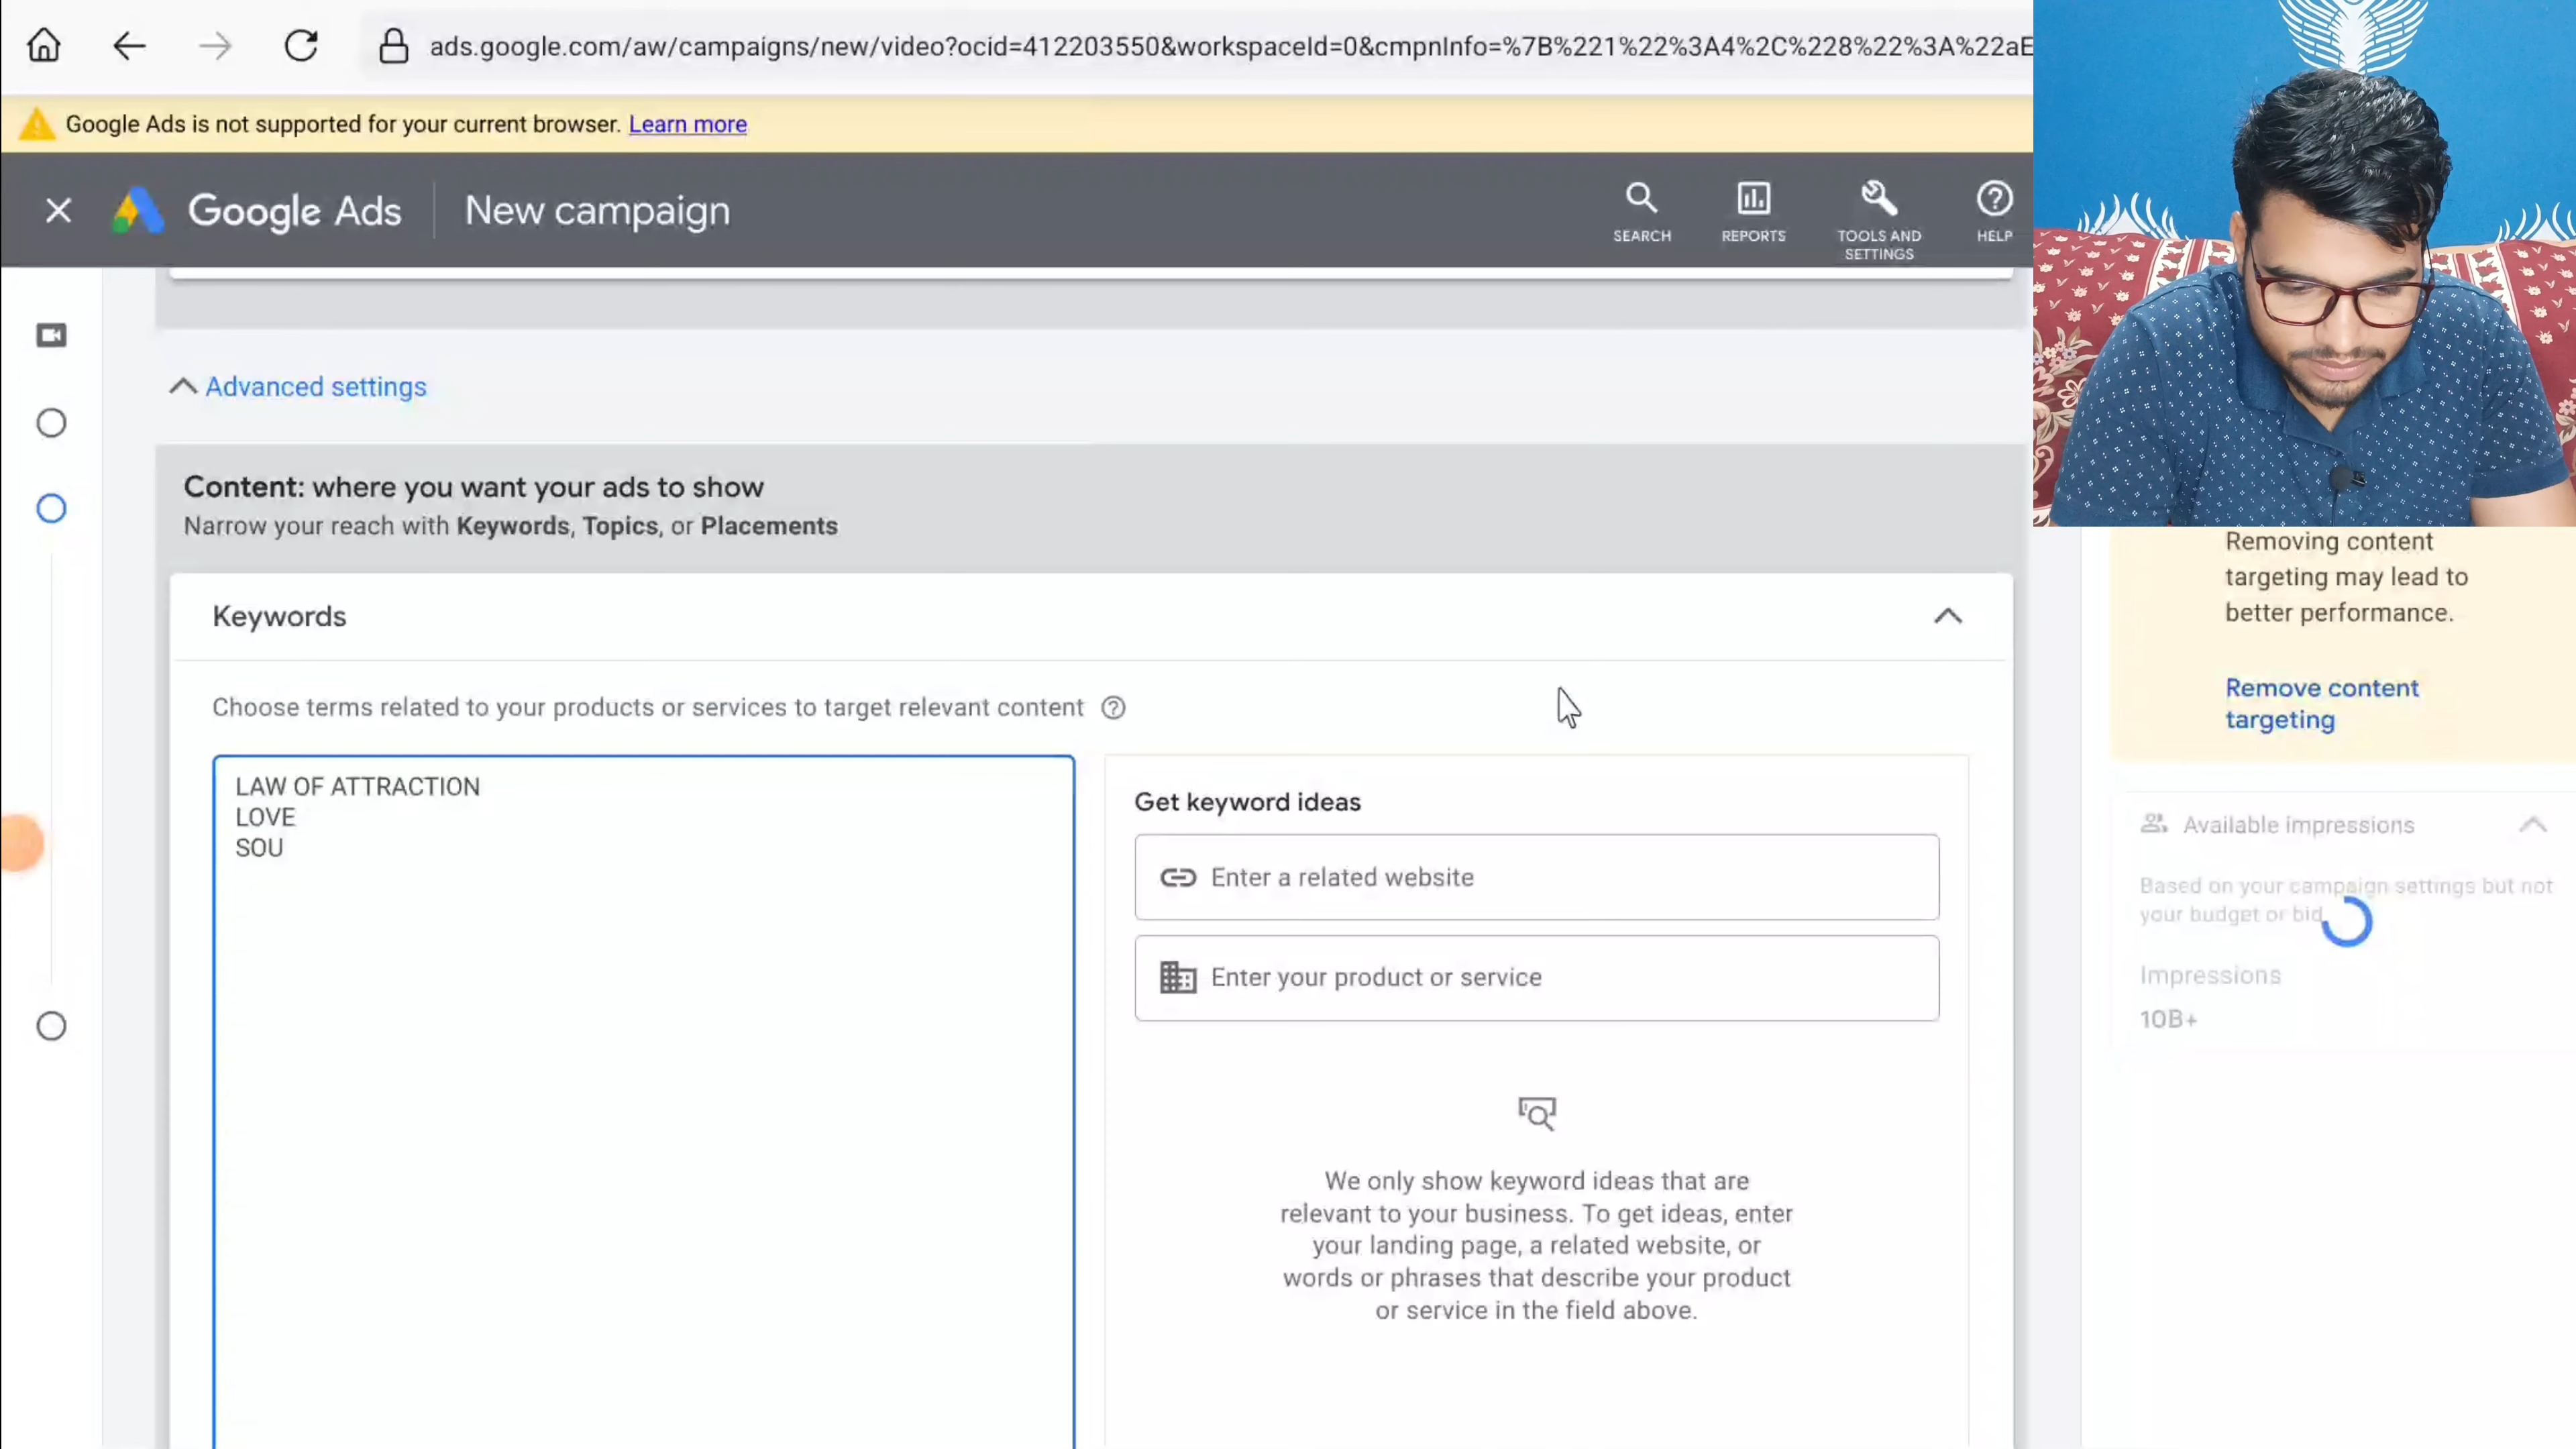 ads.google.com/aw/campaigns/new/video?ocid=412203550&workspaceId=0&cmpnInfo=%7B%221%22%3A4%2C%228%22%3A%22aE
Google Ads is not supported for your current browser. Learn more
Google Ads New campaign
SEARCH
REPORTS
TOOLS AND
SETTINGS
HELP
Advanced settings
Content: where you want your ads to show
Narrow your reach with Keywords, Topics, or Placements
Keywords
Choose terms related to your products or services to target relevant content
LAW OF ATTRACTION
LOVE
SOU
Get keyword ideas
Enter a related website
Enter your product or service
We only show keyword ideas that are
relevant to your business. To get ideas, enter
your landing page, a related website, or
words or phrases that describe your product
or service in the field above.
Removing content
targeting may lead to
better performance.
Remove content
targeting
Available impressions
Based on your campaign settings but not
your budget or bid
Impressions
10B+